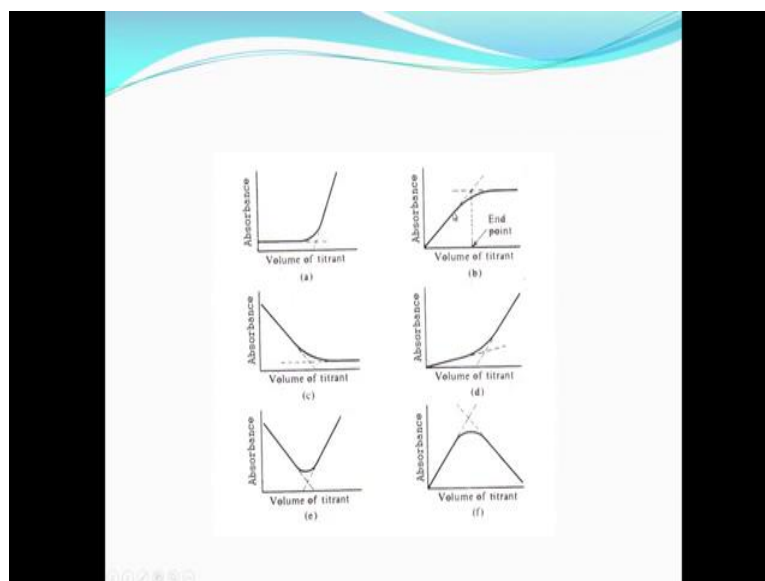 Absorbance
Volume of titrant
(a)
Absorbance
End
point
Volume of titrant
(b)
Absorbance
Volume of titrant
(c)
Absorbance
Volume of titrant
(d)
Absorbance
Volume of titrant
(e)
Absorbance
Volume of titrant
(f)